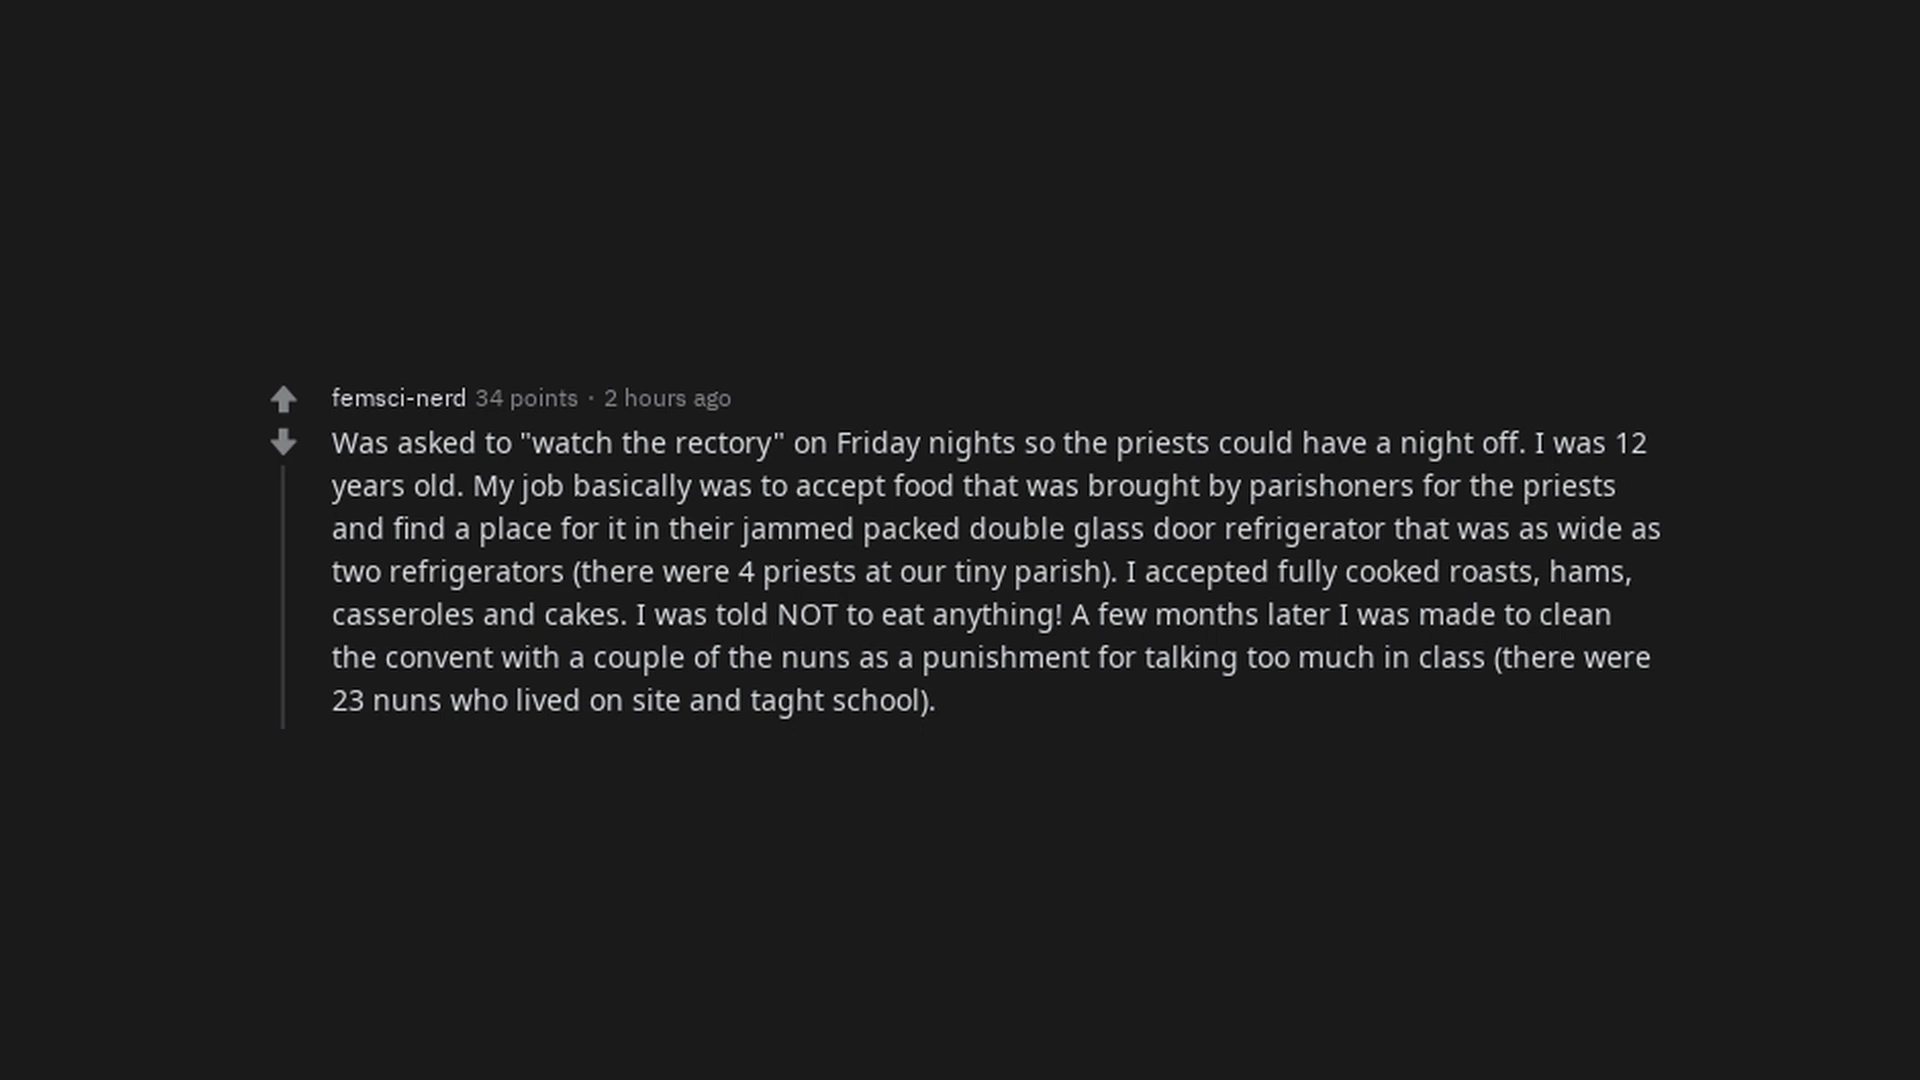 femsci-nerd 34 points · 2 hours ago
Was asked to "watch the rectory" on Friday nights so the priests could have a night off. I was 12
years old. My job basically was to accept food that was brought by parishoners for the priests
and find a place for it in their jammed packed double glass door refrigerator that was as wide as
two refrigerators (there were 4 priests at our tiny parish). I accepted fully cooked roasts, hams,
casseroles and cakes. I was told NOT to eat anything! A few months later I was made to clean
the convent with a couple of the nuns as a punishment for talking too much in class (there were
23 nuns who lived on site and taght school).